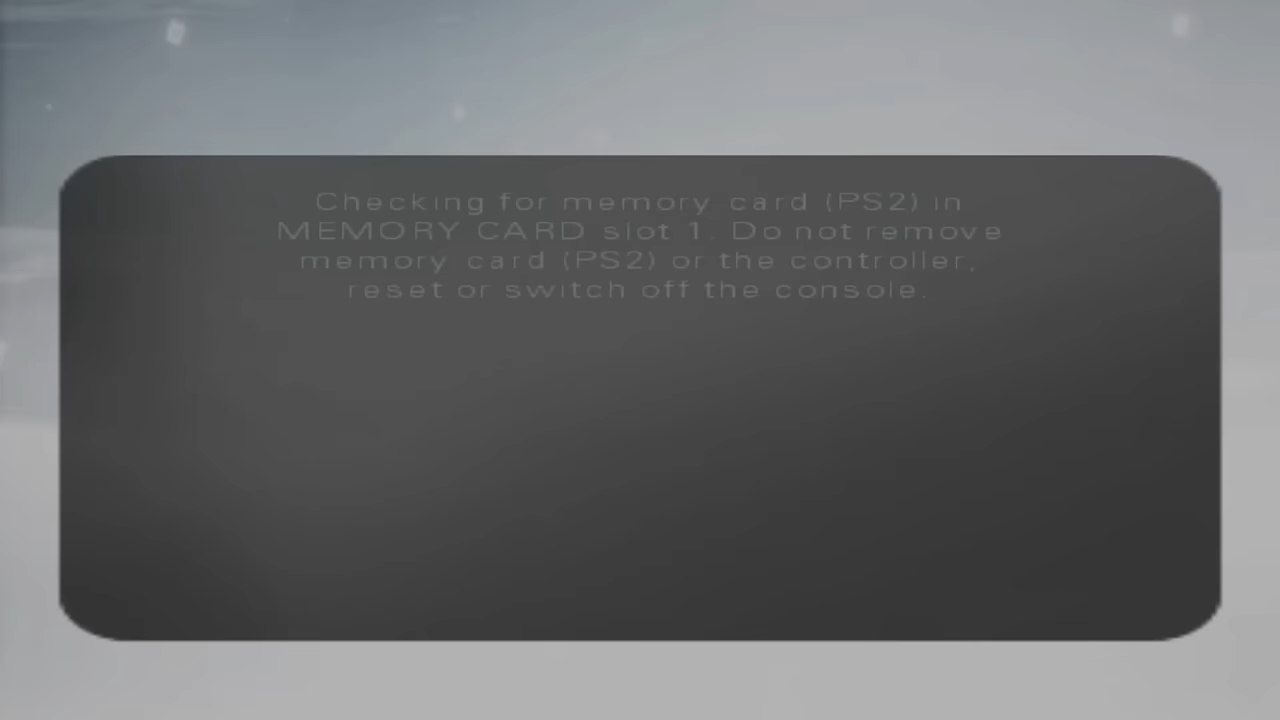 Checking for memory card (PS2) in
MEMORY CARD slot 1. Do not remove
memory card (PS2) or the controller,
reset or switch off the console.